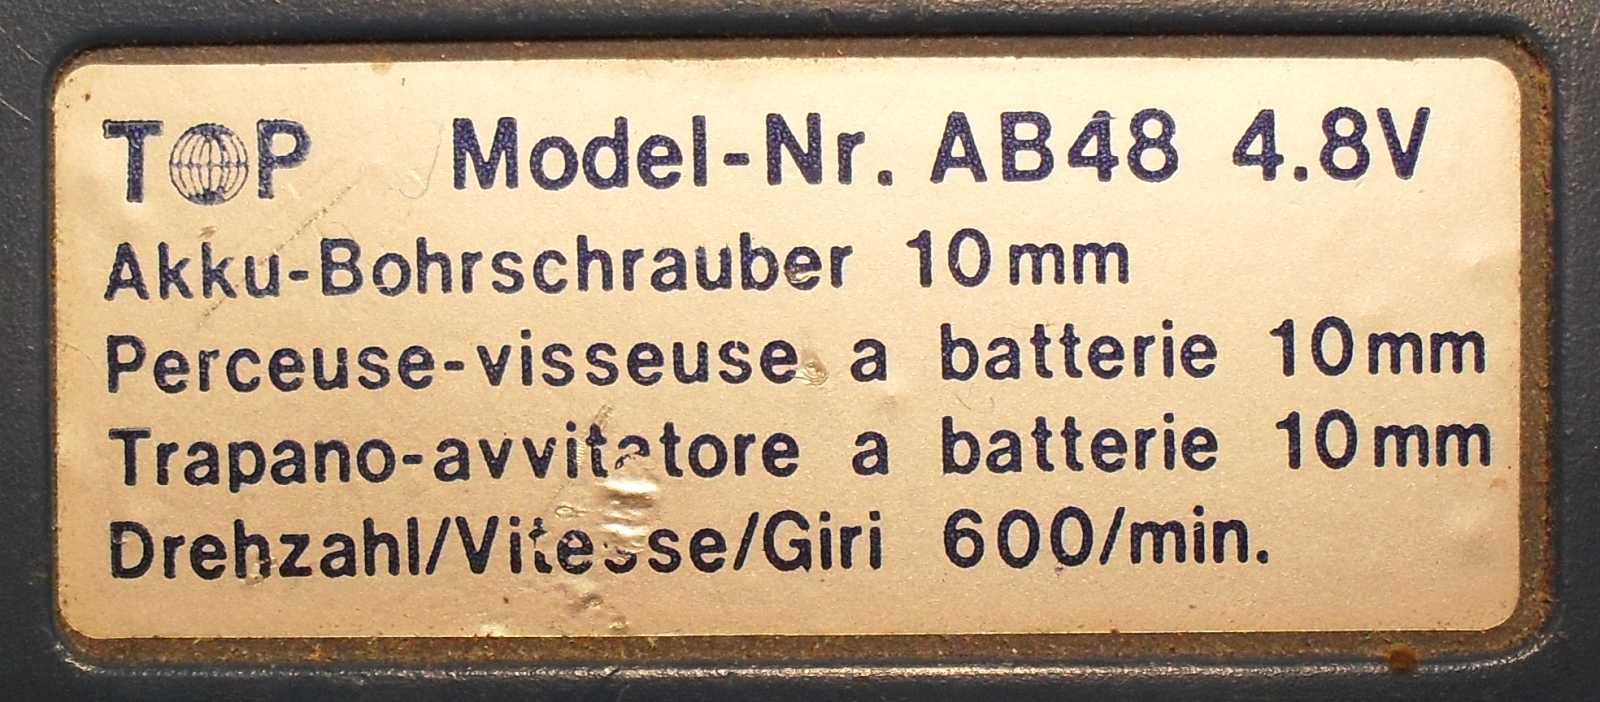 TOP Model-Nr. AB48 4.8V
Akku-Bohrschrauber 10mm
Perceuse-visseuse a batterie 10mm
Trapano-avvitatore a batterie 10mm
Drehzahl/Vitesse/Giri 600/min.